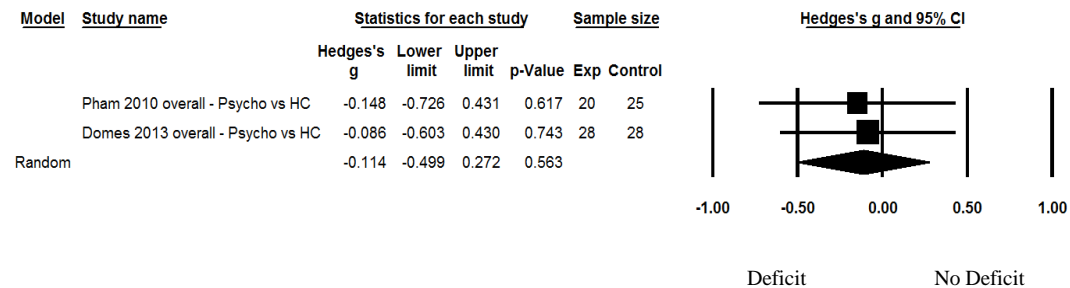 Model Study name Statistics for each study Sample size Hedges's g and 95% CI
Hedges's Lower Upper
g limit limit p-Value Exp Control
Pham 2010 overall - Psycho vs HC -0.148 -0.726 0.431 0.617 20 25
Domes 2013 overall - Psycho vs HC -0.086 -0.603 0.430 0.743 28 28
Random -0.114 -0.499 0.272 0.563
-1.00 -0.50 0.00 0.50 1.00
Deficit No Deficit